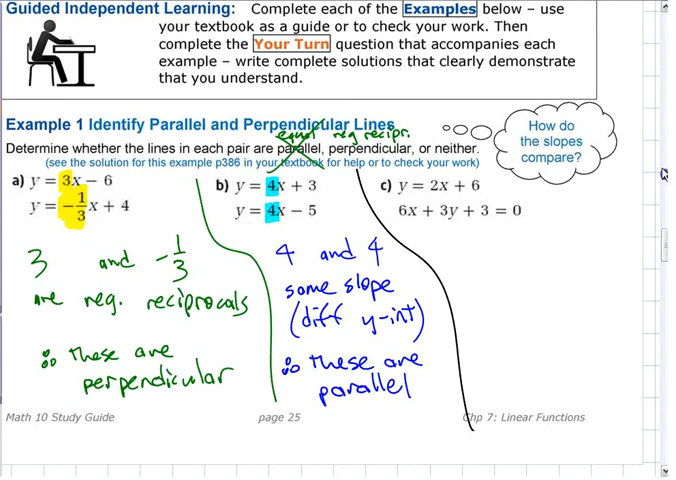 Guided Independent Learning: Complete each of the Examples below – use
your textbook as a guide or to check your work. Then
complete the Your Turn question that accompanies each
example – write complete solutions that clearly demonstrate
that you understand.
Example 1 Identify Parallel and Perpendicular Lines
equal neg recipr.
Determine whether the lines in each pair are parallel, perpendicular, or neither.
(see the solution for this example p386 in your textbook for help or to check your work)
How do
the slopes
compare?
a) y = 3x – 6
y = –1/3 x + 4
3 and -1/3
are neg. reciprocals
∴ these are
perpendicular
b) y = 4x + 3
y = 4x – 5
4 and 4
same slope
(diff y-int)
∴ these are
parallel
c) y = 2x + 6
6x + 3y + 3 = 0
Math 10 Study Guide page 25 Chp 7: Linear Functions